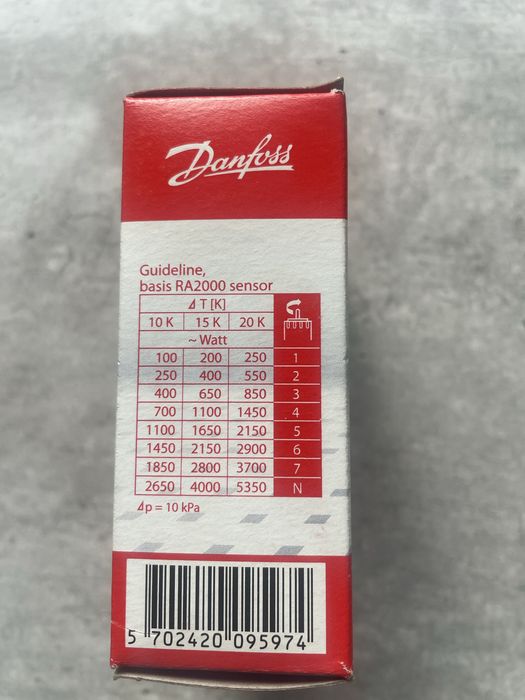 Danfoss
Guideline,
basis RA2000 sensor
⊿ T [K]
10 K 15 K 20 K
~ Watt
100 200 250 1
250 400 550 2
400 650 850 3
700 1100 1450 4
1100 1650 2150 5
1450 2150 2900 6
1850 2800 3700 7
2650 4000 5350 N
⊿p = 10 kPa
5 702420 095974